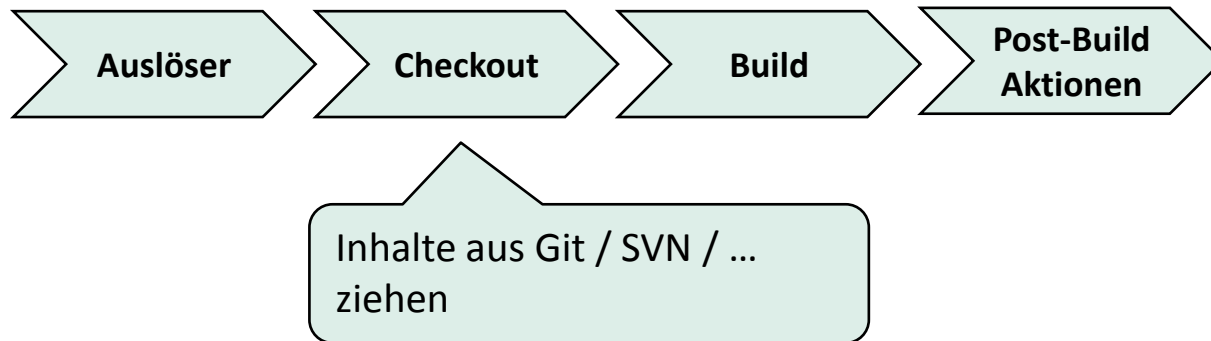 Auslöser
Checkout
Build
Post-Build
Aktionen
Inhalte aus Git / SVN / …
ziehen